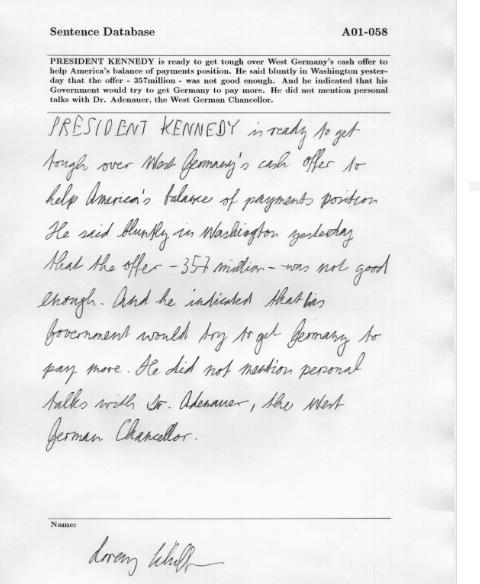 Sentence Database A01-058
PRESIDENT KENNEDY is ready to get tough over West Germany's cash offer to
help America's balance of payments position. He said bluntly in Washington yester-
day that the offer - 357million - was not good enough. And he indicated that his
Government would try to get Germany to pay more. He did not mention personal
talks with Dr. Adenauer, the West German Chancellor.
PRESIDENT KENNEDY is ready to get
tough over West Germany's cash offer to
help America's balance of payments position
He said bluntly in Washington yesterday
that the offer - 357 million - was not good
enough. And he indicated that his
Government would try to get Germany to
pay more. He did not mention personal
talks with Dr. Adenauer, the West
German Chancellor.
Name: